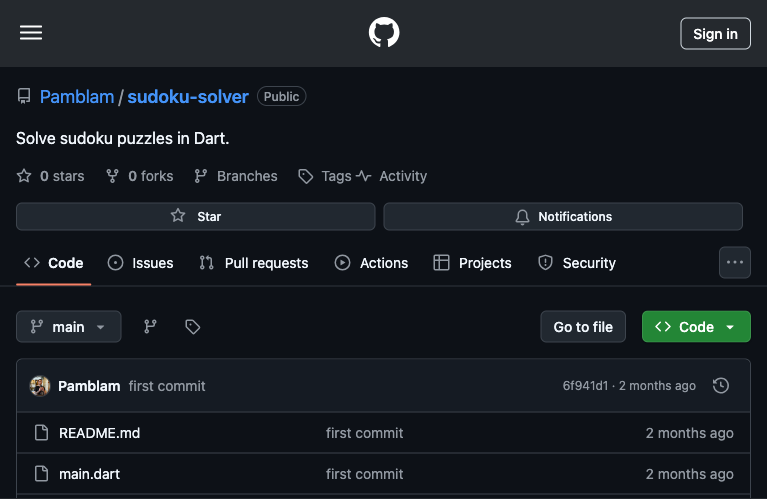 Sign in
Pamblam / sudoku-solver Public
Solve sudoku puzzles in Dart.
0 stars 0 forks Branches Tags Activity
Star Notifications
Code Issues Pull requests Actions Projects Security
main Go to file Code
Pamblam first commit 6f941d1 · 2 months ago
README.md first commit 2 months ago
main.dart first commit 2 months ago